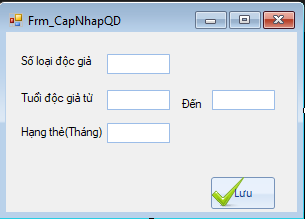 Frm_CapNhapQD
Số loại độc giả
Tuổi độc giả từ
Đến
Hạng thẻ(Tháng)
Lưu